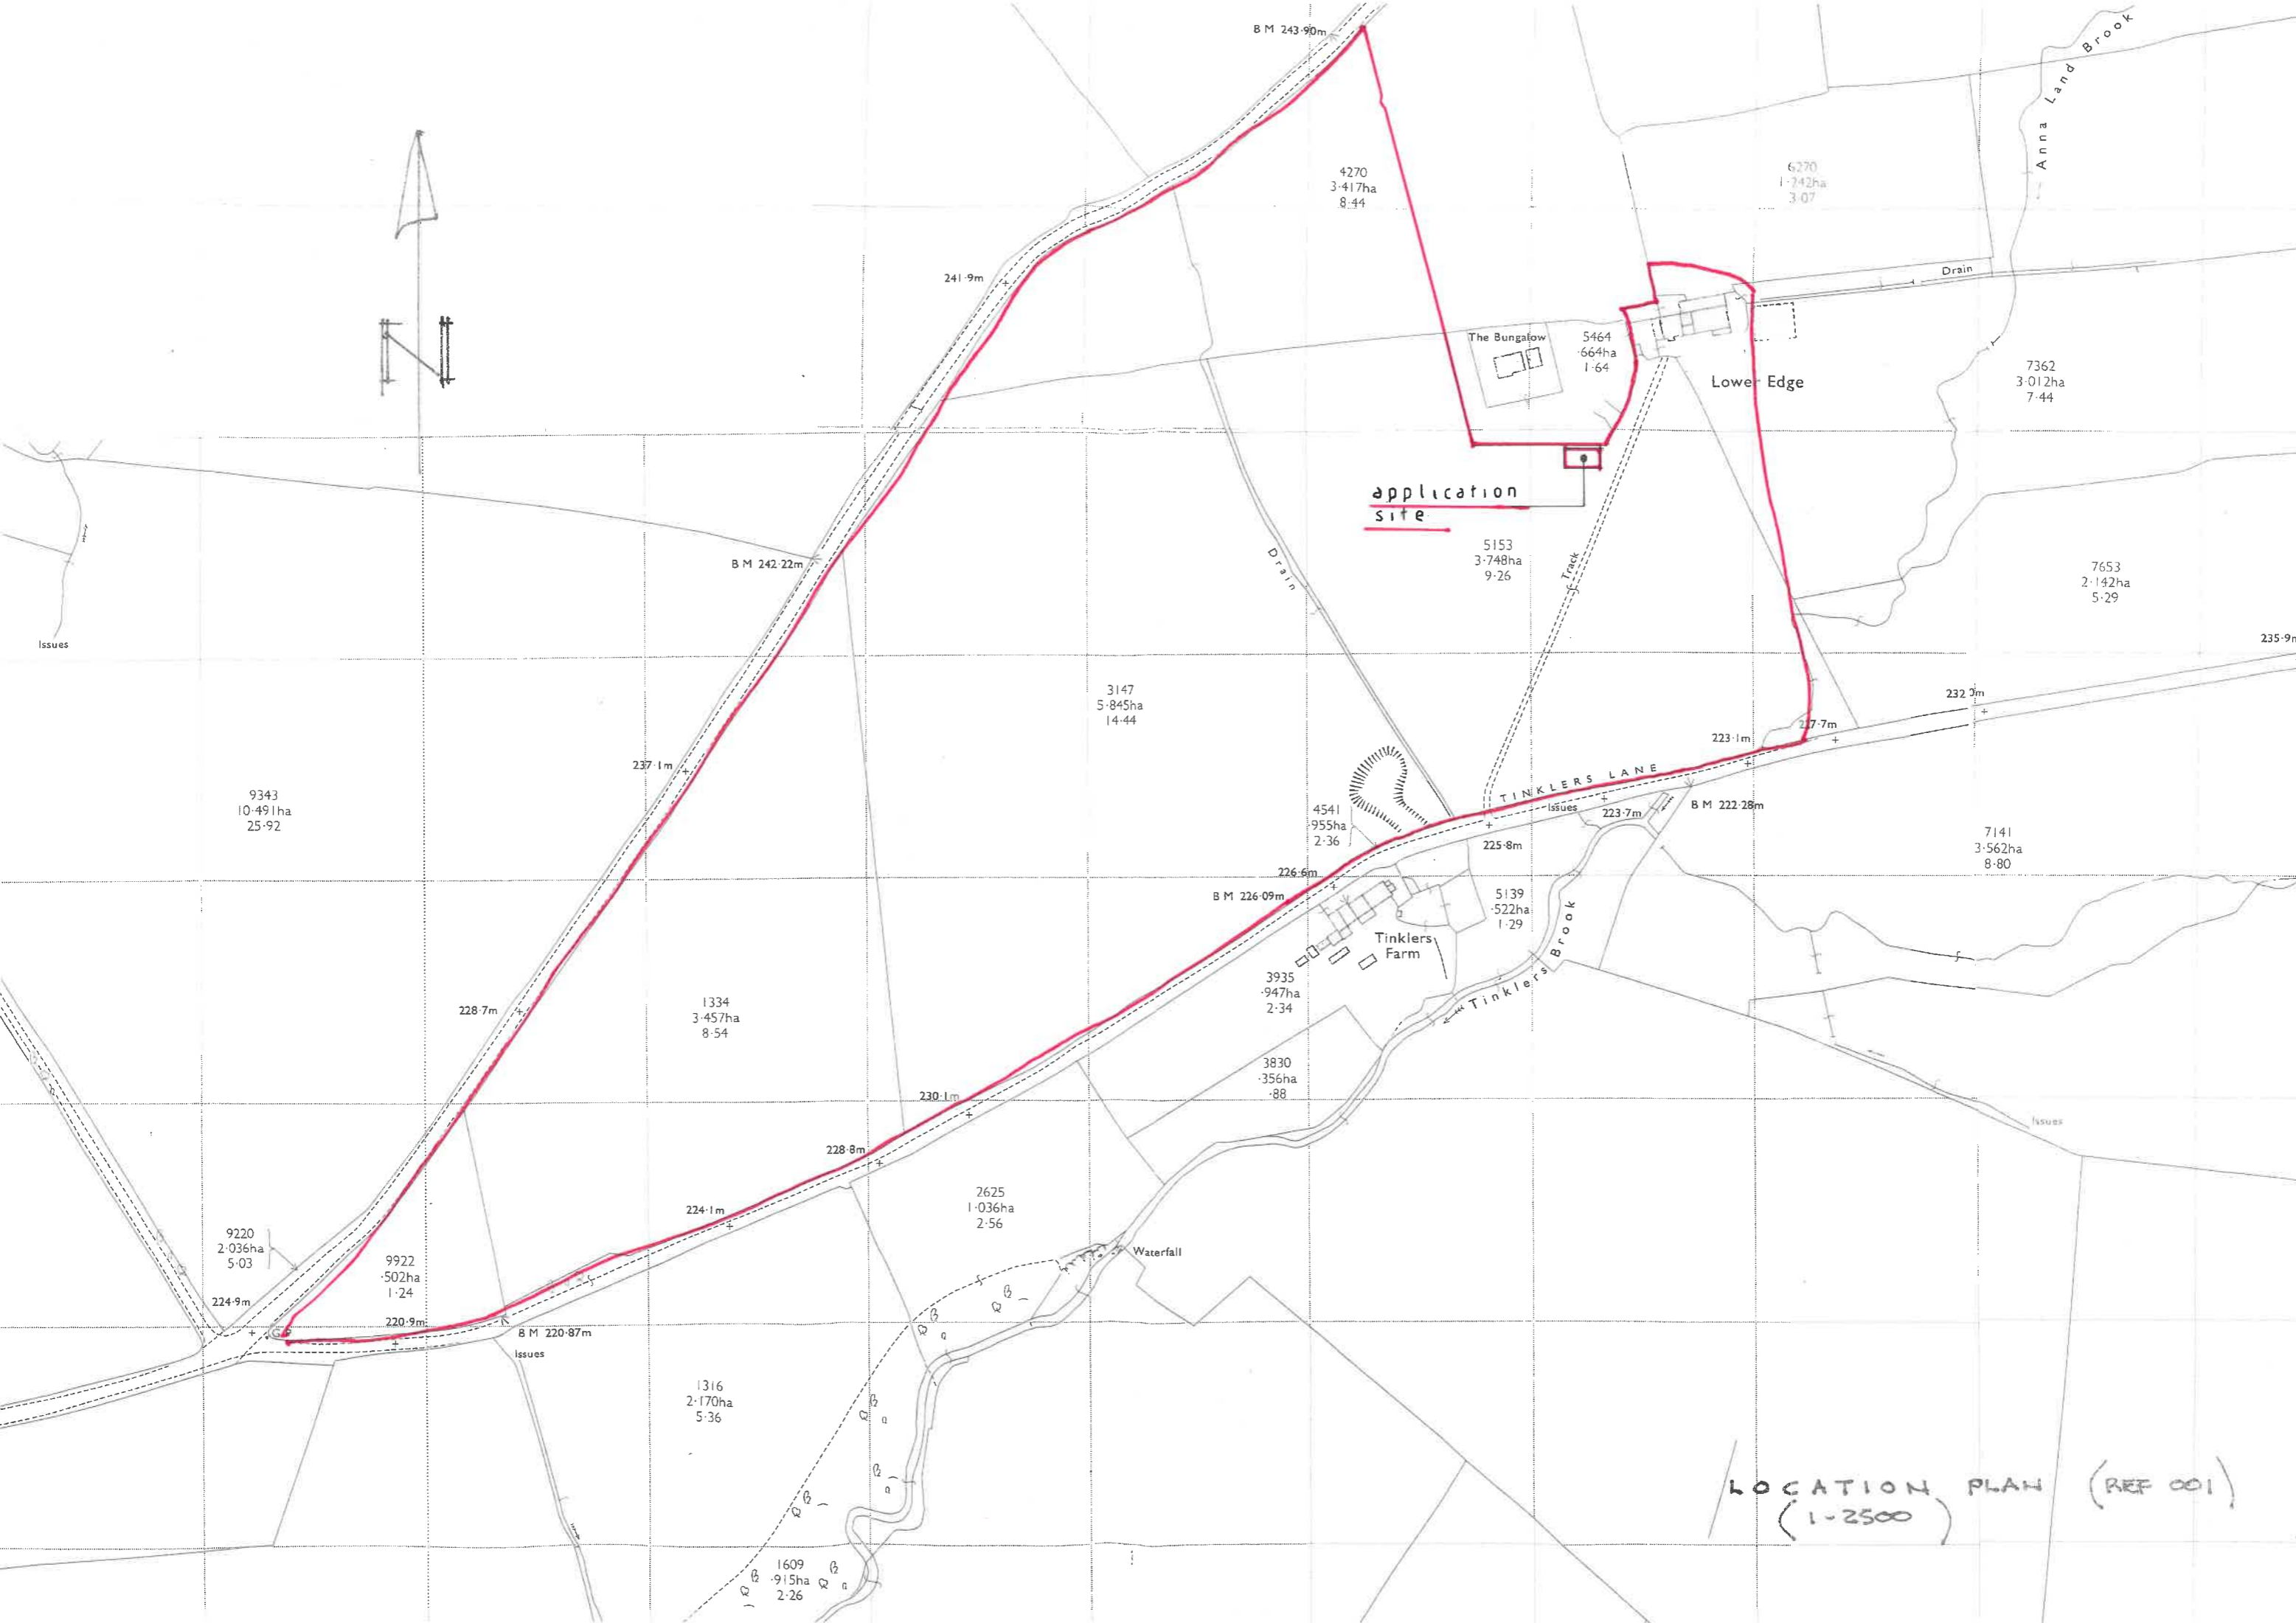 B M 243·90m
Anna Land Brook
4270
3·417ha
8·44
6270
1·242ha
3·07
241·9m
Drain
The Bungalow
5464
·664ha
1·64
Lower Edge
7362
3·012ha
7·44
N
application
site
B M 242·22m
Drain
5153
3·748ha
9·26
Track
7653
2·142ha
5·29
Issues
235·9m
3147
5·845ha
14·44
232·0m
227·7m
223·1m
237·1m
TINKLERS LANE
9343
10·491ha
25·92
4541
·955ha
2·36
Issues
223·7m
B M 222·28m
225·8m
7141
3·562ha
8·80
226·6m
B M 226·09m
5139
·522ha
1·29
Tinklers
Farm
Tinklers Brook
3935
·947ha
2·34
228·7m
1334
3·457ha
8·54
3830
·356ha
·88
230·1m
Issues
228·8m
2625
1·036ha
2·56
224·1m
Waterfall
9220
2·036ha
5·03
9922
·502ha
1·24
224·9m
G P
220·9m
B M 220·87m
Issues
1316
2·170ha
5·36
LOCATION PLAN (REF 001)
(1-2500)
1609
·915ha
2·26